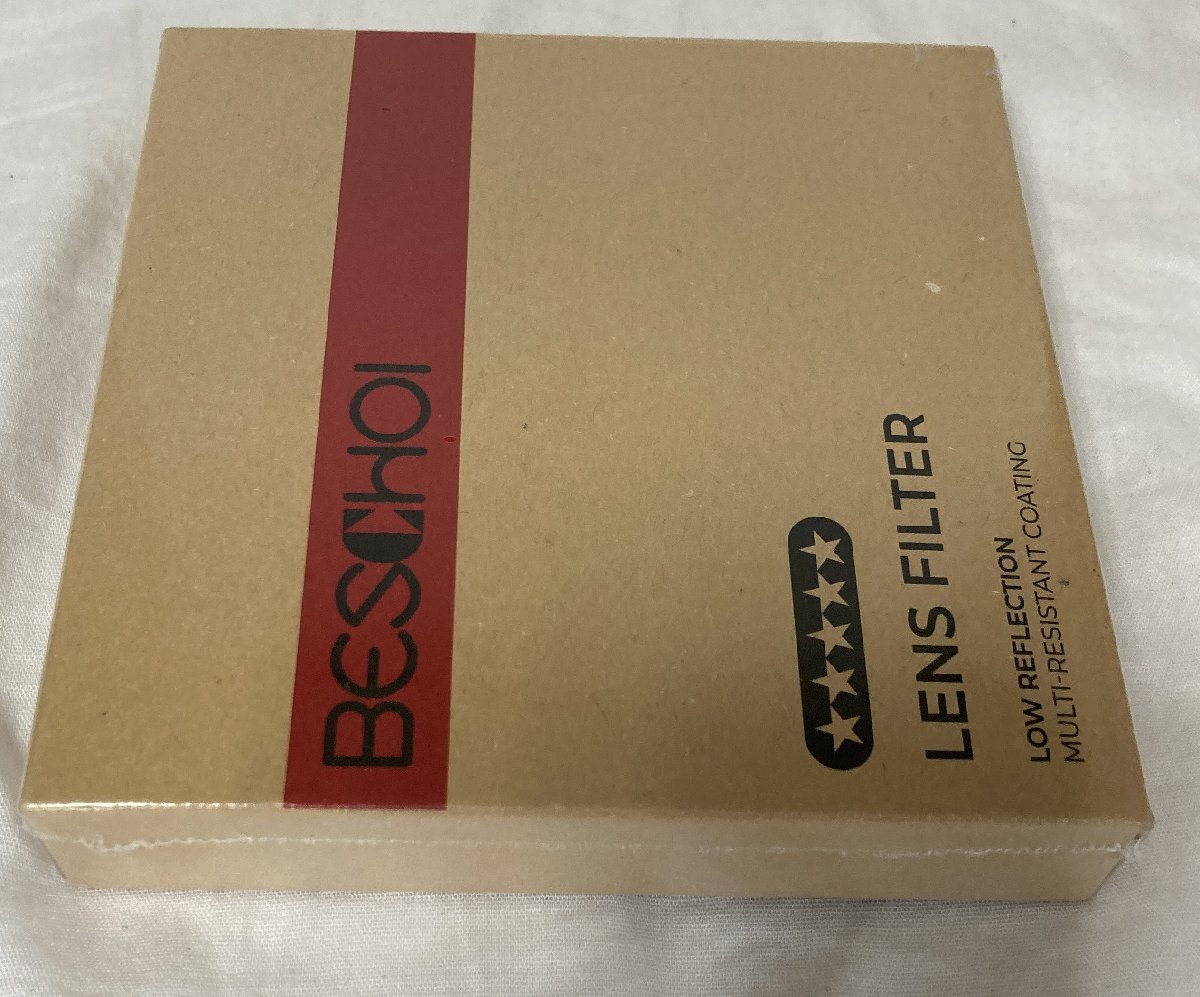 BESCHOI
LENS FILTER
LOW REFLECTION
MULTI-RESISTANT COATING